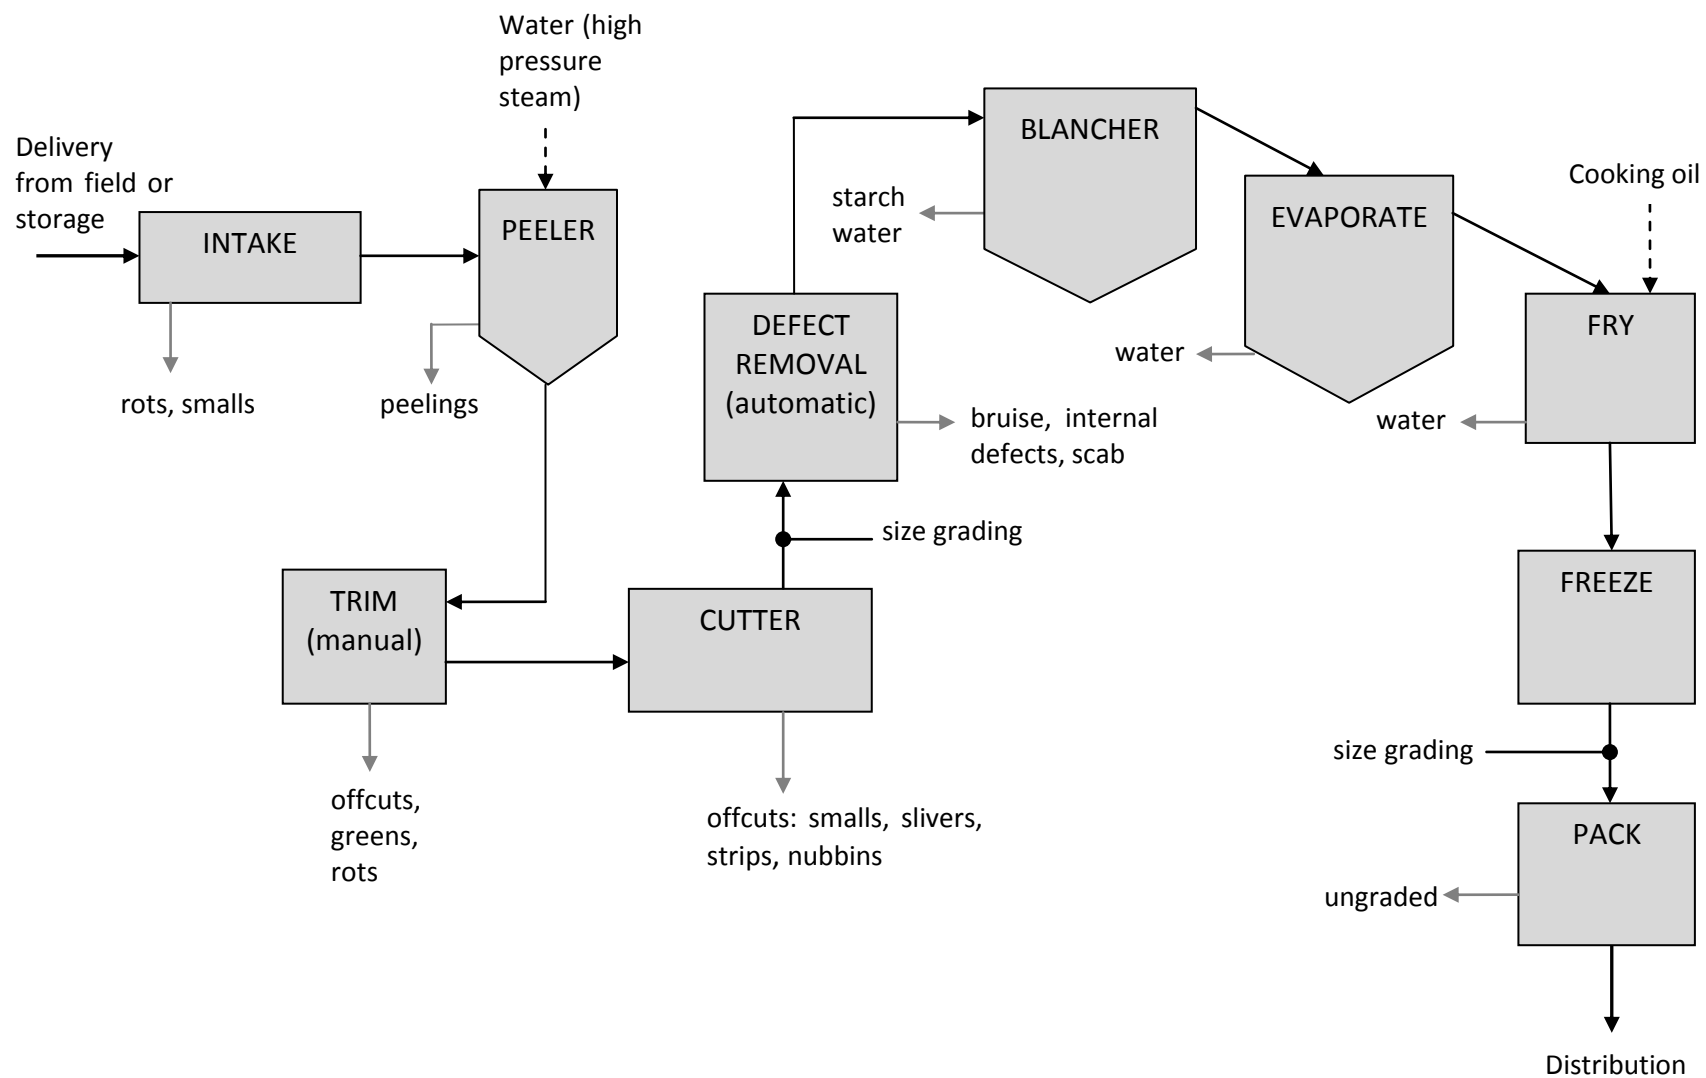 Water (high
pressure
steam)
Delivery
from field or
storage
INTAKE
rots, smalls
PEELER
peelings
TRIM
(manual)
offcuts,
greens,
rots
CUTTER
offcuts: smalls, slivers,
strips, nubbins
size grading
DEFECT
REMOVAL
(automatic)
bruise, internal
defects, scab
BLANCHER
starch
water
EVAPORATE
water
Cooking oil
FRY
water
FREEZE
size grading
PACK
ungraded
Distribution